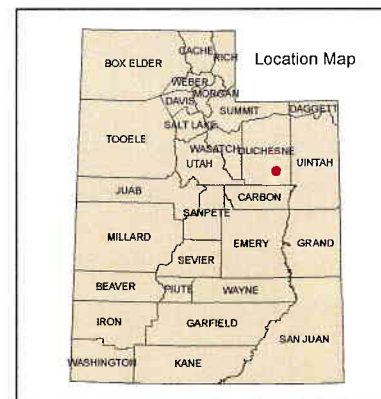 Location Map
CACHE
RICH
BOX ELDER
WEBER
MORGAN
DAVIS
SUMMIT
DAGGETT
SALT LAKE
TOOELE
WASATCH
DUCHESNE
UTAH
UINTAH
JUAB
CARBON
SANPETE
MILLARD
EMERY
GRAND
SEVIER
BEAVER
PIUTE
WAYNE
IRON
GARFIELD
SAN JUAN
WASHINGTON
KANE